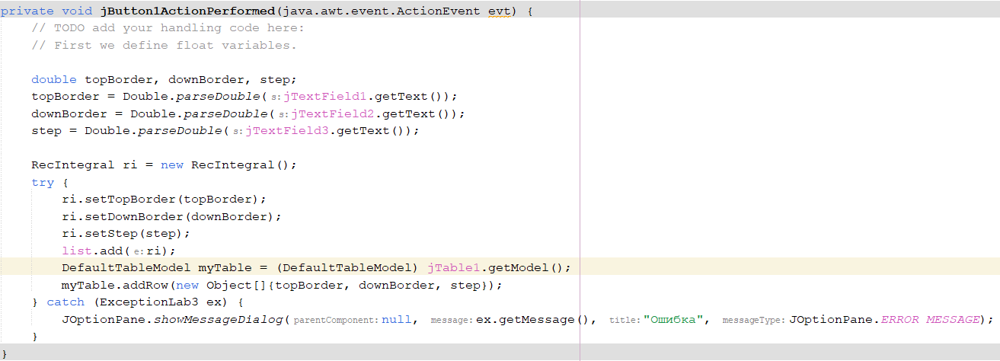 private void jButton1ActionPerformed(java.awt.event.ActionEvent evt) {
// TODO add your handling code here:
// First we define float variables.
double topBorder, downBorder, step;
topBorder = Double.parseDouble(s:jTextField1.getText());
downBorder = Double.parseDouble(s:jTextField2.getText());
step = Double.parseDouble(s:jTextField3.getText());
RecIntegral ri = new RecIntegral();
try {
ri.setTopBorder(topBorder);
ri.setDownBorder(downBorder);
ri.setStep(step);
list.add(e:ri);
DefaultTableModel myTable = (DefaultTableModel) jTable1.getModel();
myTable.addRow(new Object[]{topBorder, downBorder, step});
} catch (ExceptionLab3 ex) {
JOptionPane.showMessageDialog(parentComponent:null, message:ex.getMessage(), title:"Ошибка", messageType:JOptionPane.ERROR_MESSAGE);
}
}